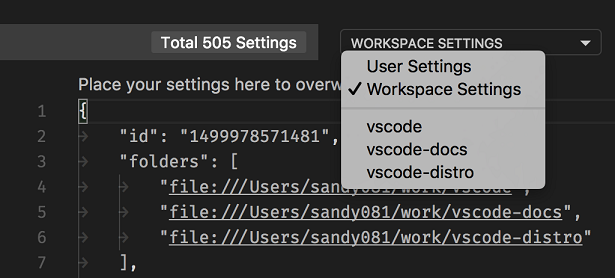 Total 505 Settings
WORKSPACE SETTINGS
User Settings
✓ Workspace Settings
vscode
vscode-docs
vscode-distro
Place your settings here to overw
1 {
2 "id": "1499978571481",
3 "folders": [
4 "file:///Users/sandy081/work/vscode",
5 "file:///Users/sandy081/work/vscode-docs",
6 "file:///Users/sandy081/work/vscode-distro"
7 ],